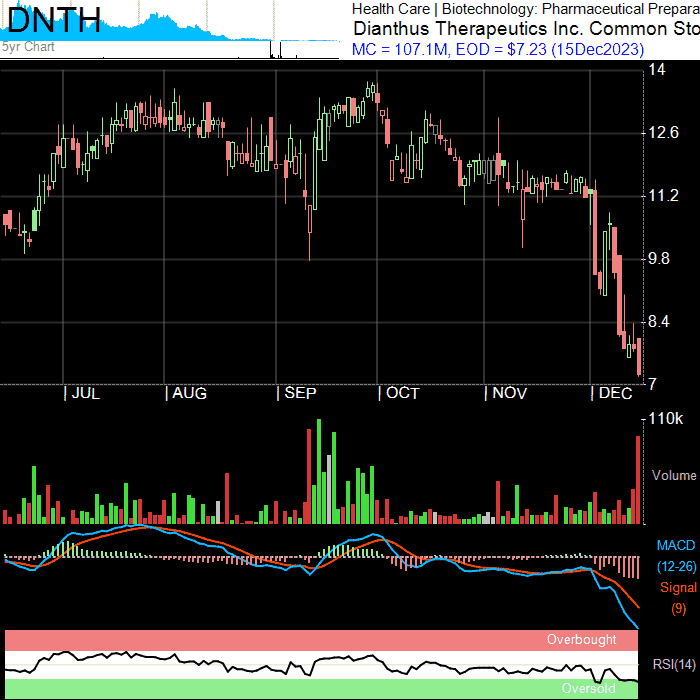 DNTH
5yr Chart
Health Care | Biotechnology: Pharmaceutical Prepara
Dianthus Therapeutics Inc. Common Sto
MC = 107.1M, EOD = $7.23 (15Dec2023)
14
12.6
11.2
9.8
8.4
7
| JUL | AUG | SEP | OCT | NOV | DEC
110k
Volume
MACD
(12-26)
Signal
(9)
Overbought
RSI(14)
Oversold